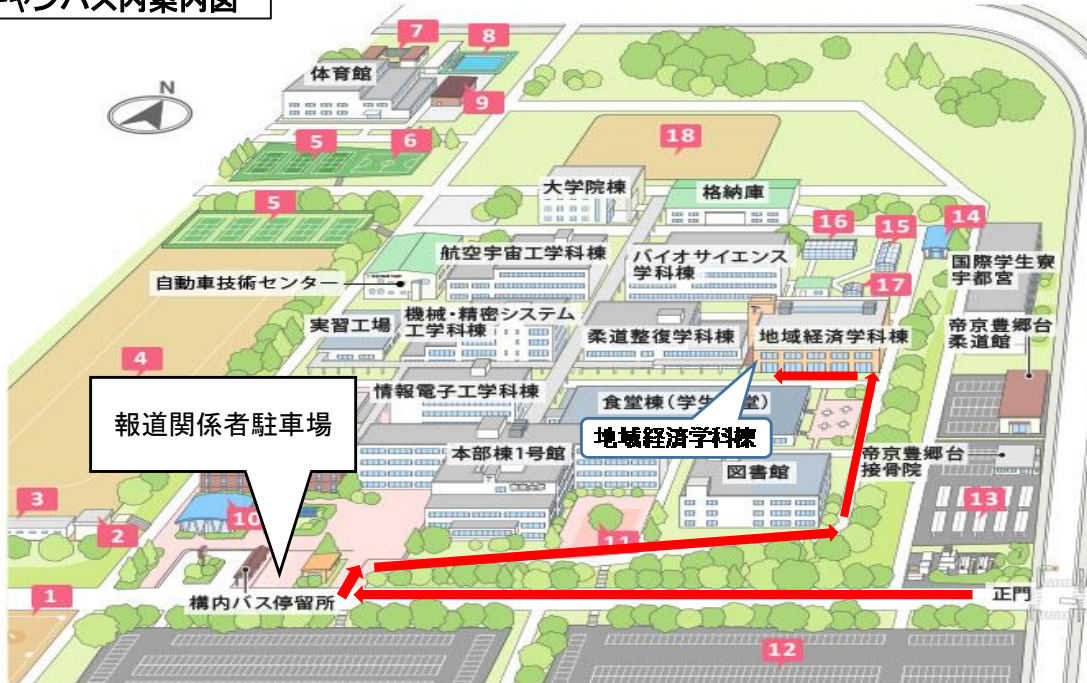 ャンパス内案内図
N
7
8
体育館
9
5
6
18
大学院棟
格納庫
5
16
15
14
航空宇宙工学科棟
バイオサイエンス
学科棟
国際学生寮
宇都宮
自動車技術センター
17
実習工場
機械・精密システム
工学科棟
柔道整復学科棟
地域経済学科棟
帝京豊郷台
柔道館
4
情報電子工学科棟
食堂棟(学生
堂)
報道関係者駐車場
地域経済学科棟
本部棟1号館
図書館
帝京豊郷台
接骨院
3
2
10
11
13
1
構内バス停留所
正門
12